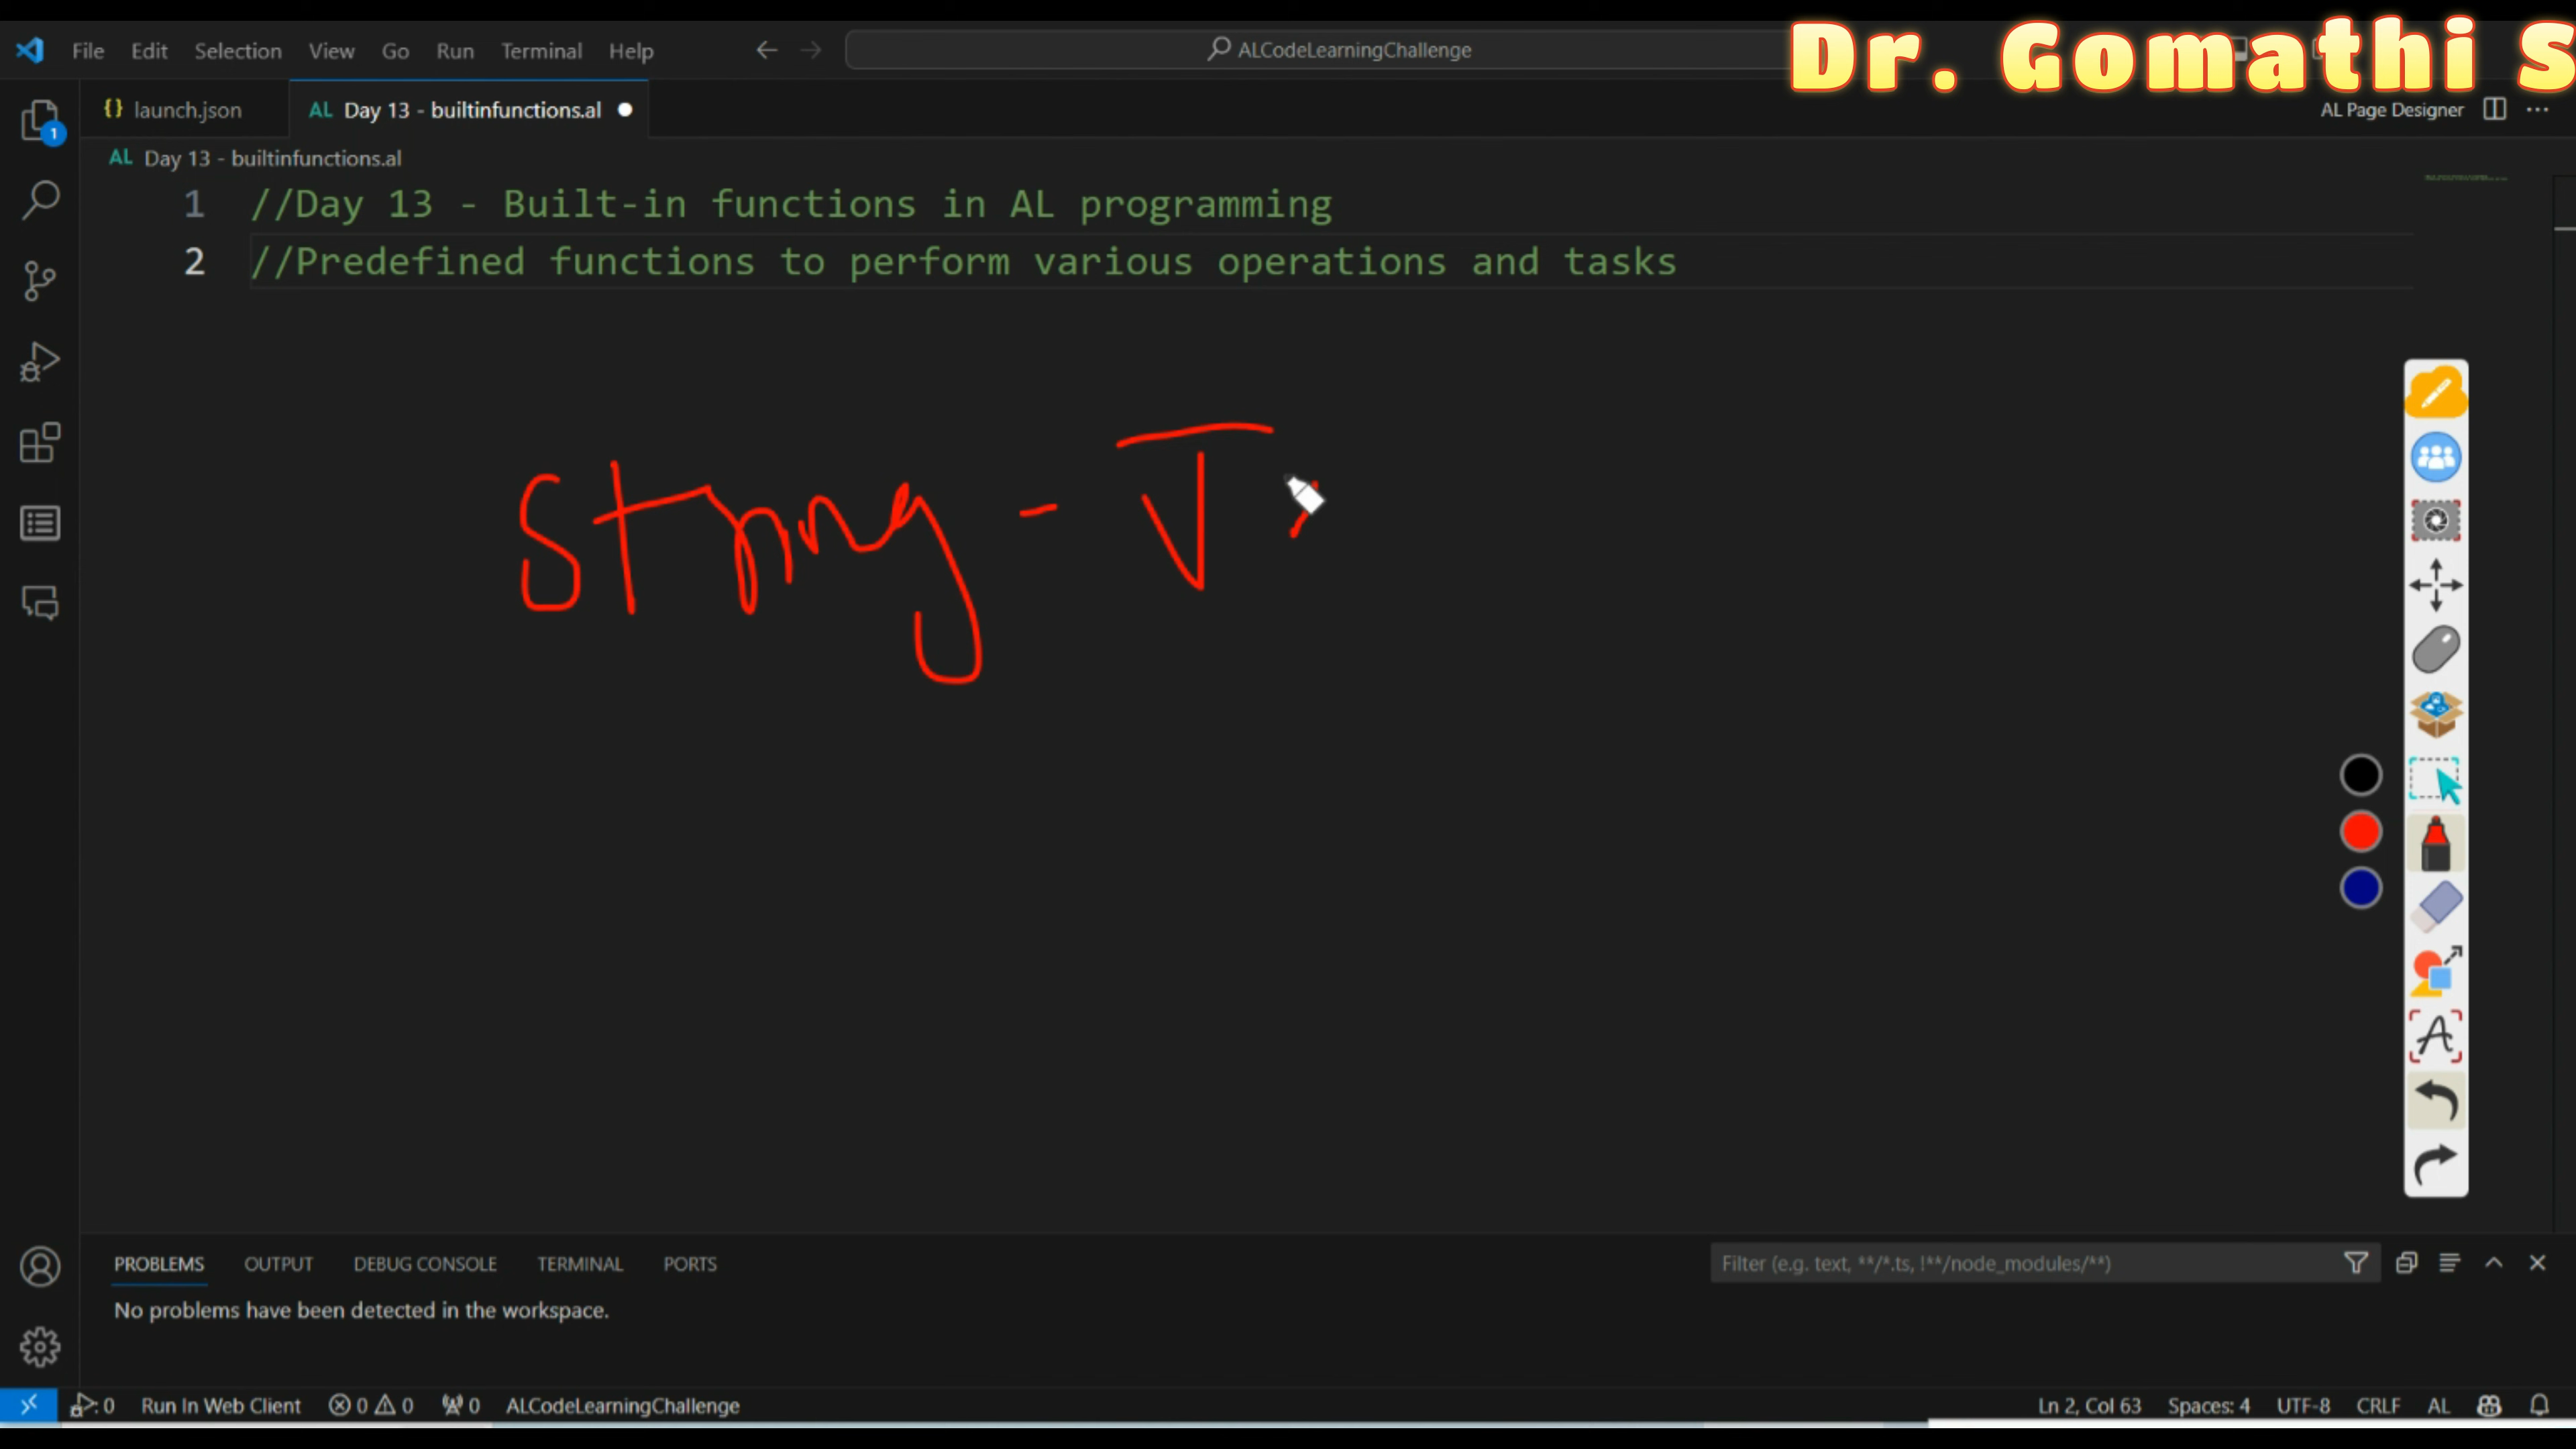 Dr. Gomathi S
File Edit Selection View Go Run Terminal Help
ALCodeLearningChallenge
{} launch.json
AL Day 13 - builtinfunctions.al
AL Page Designer
AL Day 13 - builtinfunctions.al
1 //Day 13 - Built-in functions in AL programming
2 //Predefined functions to perform various operations and tasks
String -
PROBLEMS OUTPUT DEBUG CONSOLE TERMINAL PORTS
Filter (e.g. text, **/*.ts, !**/node_modules/**)
No problems have been detected in the workspace.
: 0 Run In Web Client 0 0 0 ALCodeLearningChallenge
Ln 2, Col 63 Spaces: 4 UTF-8 CRLF AL
1